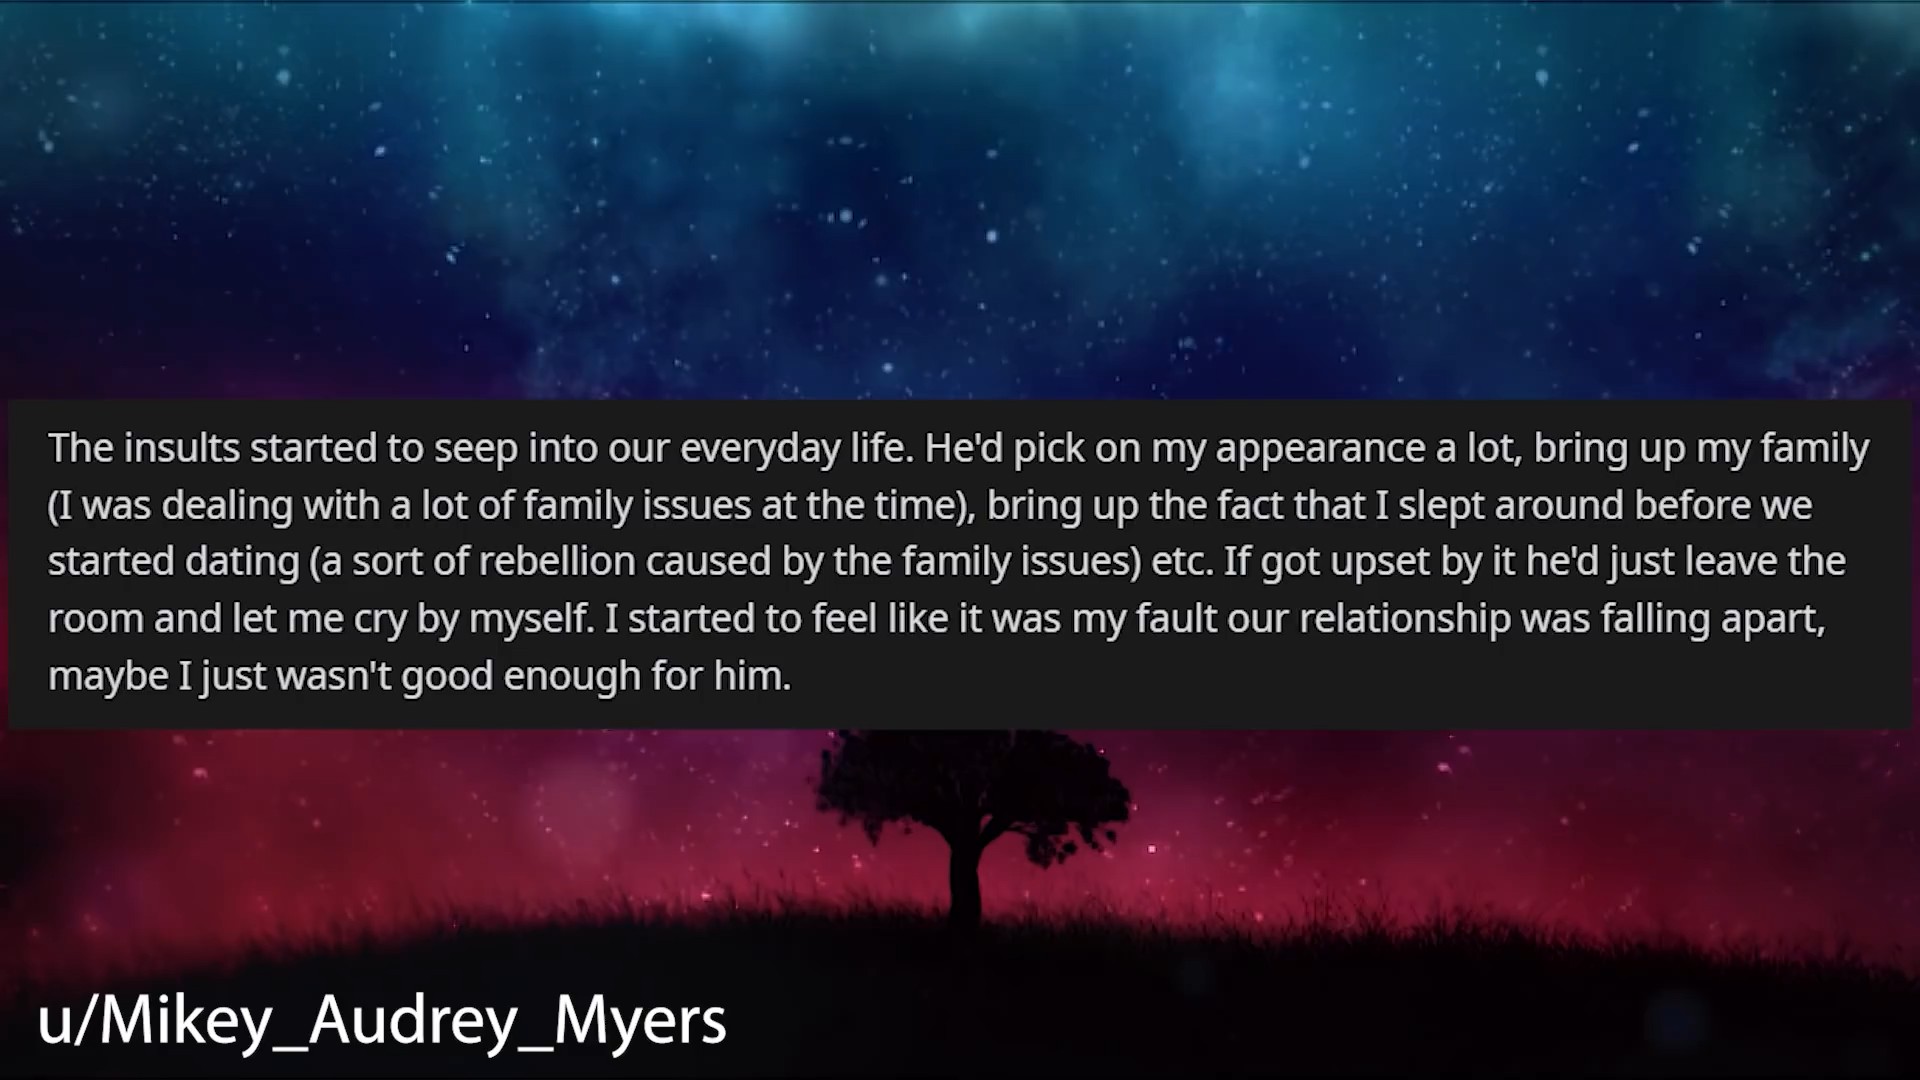 The insults started to seep into our everyday life. He'd pick on my appearance a lot, bring up my family
(I was dealing with a lot of family issues at the time), bring up the fact that I slept around before we
started dating (a sort of rebellion caused by the family issues) etc. If got upset by it he'd just leave the
room and let me cry by myself. I started to feel like it was my fault our relationship was falling apart,
maybe I just wasn't good enough for him.
u/Mikey_Audrey_Myers